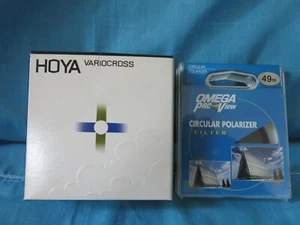 HOYA VARIOCROSS
CIRCULAR
POLARIZER
49mm
OMEGA
PRO-VIEW
CIRCULAR POLARIZER
FILTER